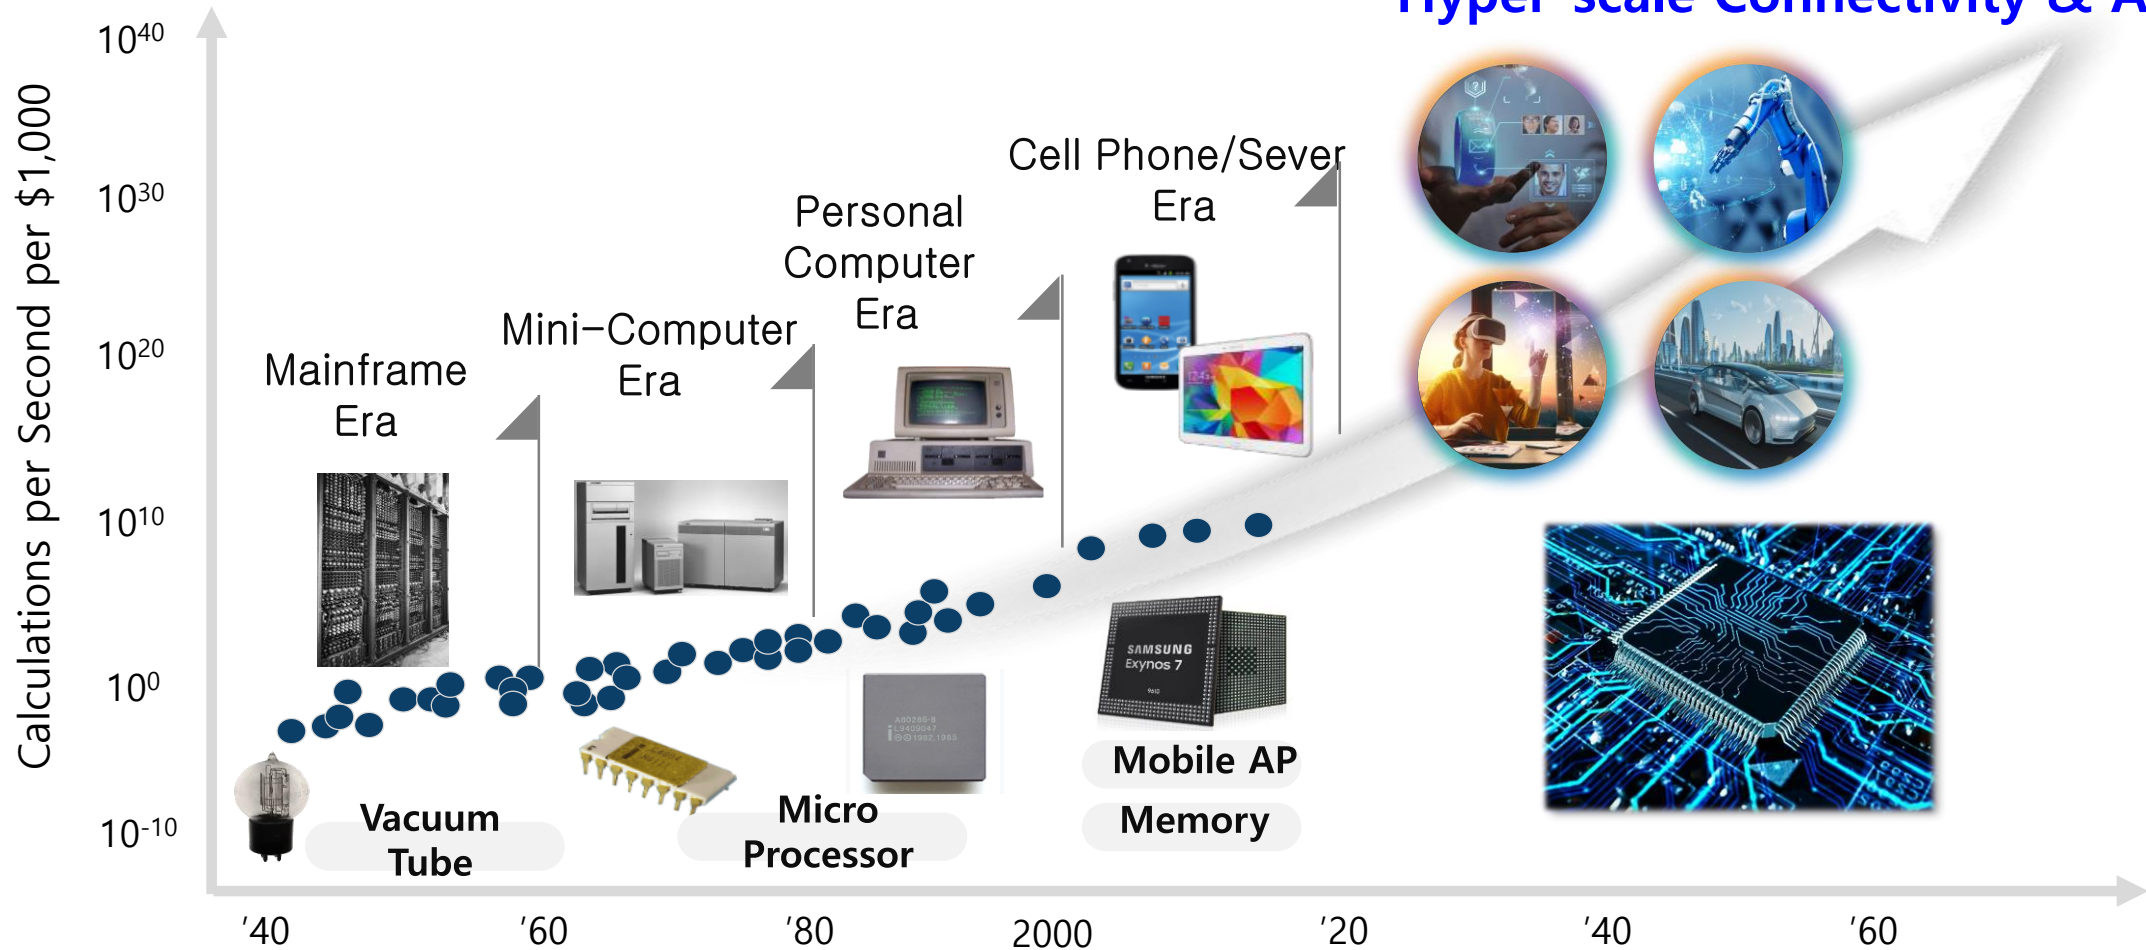 Hyper-scale Connectivity & A
10⁴⁰
10³⁰
10²⁰
10¹⁰
10⁰
10⁻¹⁰
Calculations per Second per $1,000
Mainframe
Era
Mini-Computer
Era
Personal
Computer
Era
Cell Phone/Sever
Era
SAMSUNG
Exynos 7
9610
Vacuum
Tube
Micro
Processor
Mobile AP
Memory
'40
'60
'80
2000
'20
'40
'60